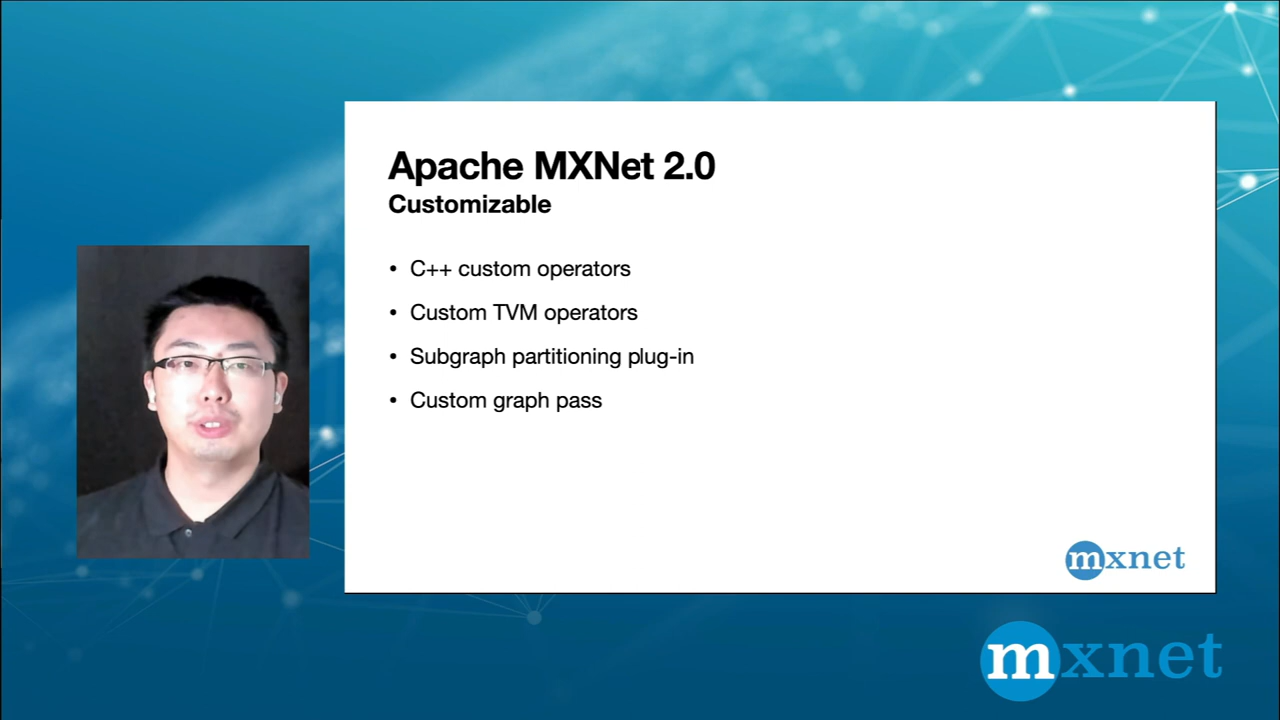 Apache MXNet 2.0
Customizable
• C++ custom operators
• Custom TVM operators
• Subgraph partitioning plug-in
• Custom graph pass
mxnet
mxnet